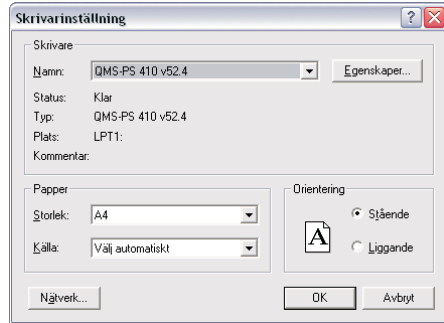 Skrivarinställning
Skrivare
Namn: QMS-PS 410 v52.4 Egenskaper...
Status: Klar
Typ: QMS-PS 410 v52.4
Plats: LPT1:
Kommentar:
Papper
Storlek: A4
Källa: Välj automatiskt
Orientering
A
Stående
Liggande
Nätverk... OK Avbryt